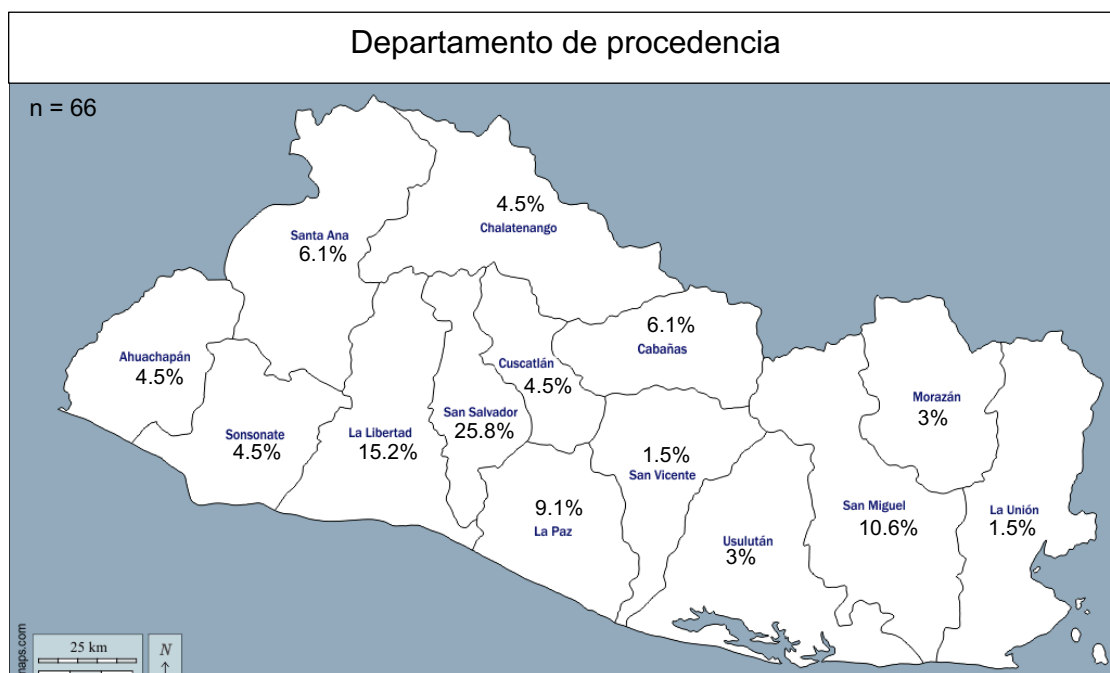 Departamento de procedencia
n = 66
4.5%
Chalatenango
Santa Ana
6.1%
6.1%
Cabañas
Ahuachapán
4.5%
Cuscatlán
4.5%
Morazán
3%
San Salvador
25.8%
La Libertad
15.2%
Sonsonate
4.5%
1.5%
San Vicente
9.1%
La Paz
San Miguel
10.6%
La Unión
1.5%
Usulután
3%
maps.com
25 km
N